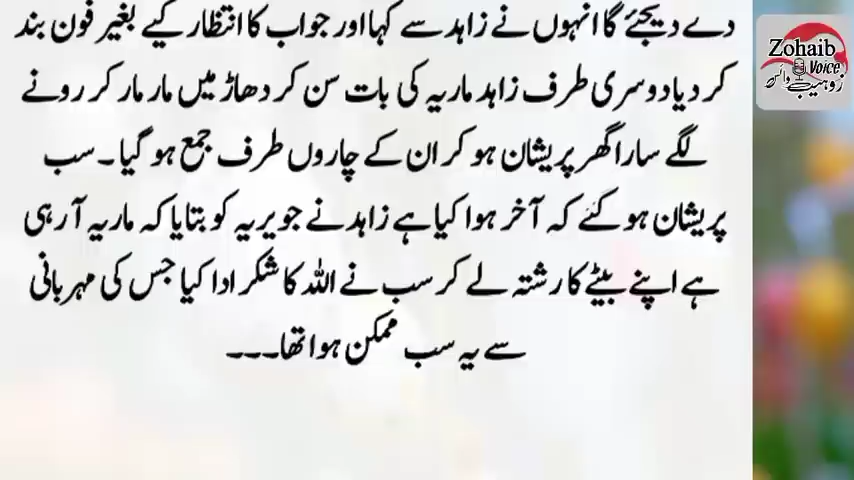 دے دیجئے گا انہوں نے زاہد سے کہا اور جواب کا انتظار کیے بغیر فون بند
کر دیا دوسری طرف زاہد ماریہ کی بات سن کر دھاڑ میں مار مار کر رونے
لگے سارا گھر پریشان ہو کر ان کے چاروں طرف جمع ہو گیا۔ سب
پریشان ہو گئے کہ آخر ہوا کیا ہے زاہد نے جویریہ کو بتایا کہ ماریہ آ رہی
ہے اپنے بیٹے کا رشتہ لے کر سب نے اللہ کا شکر ادا کیا جس کی مہربانی
سے یہ سب ممکن ہوا تھا۔۔۔
Zohaib
Voice
زوہیب وائس